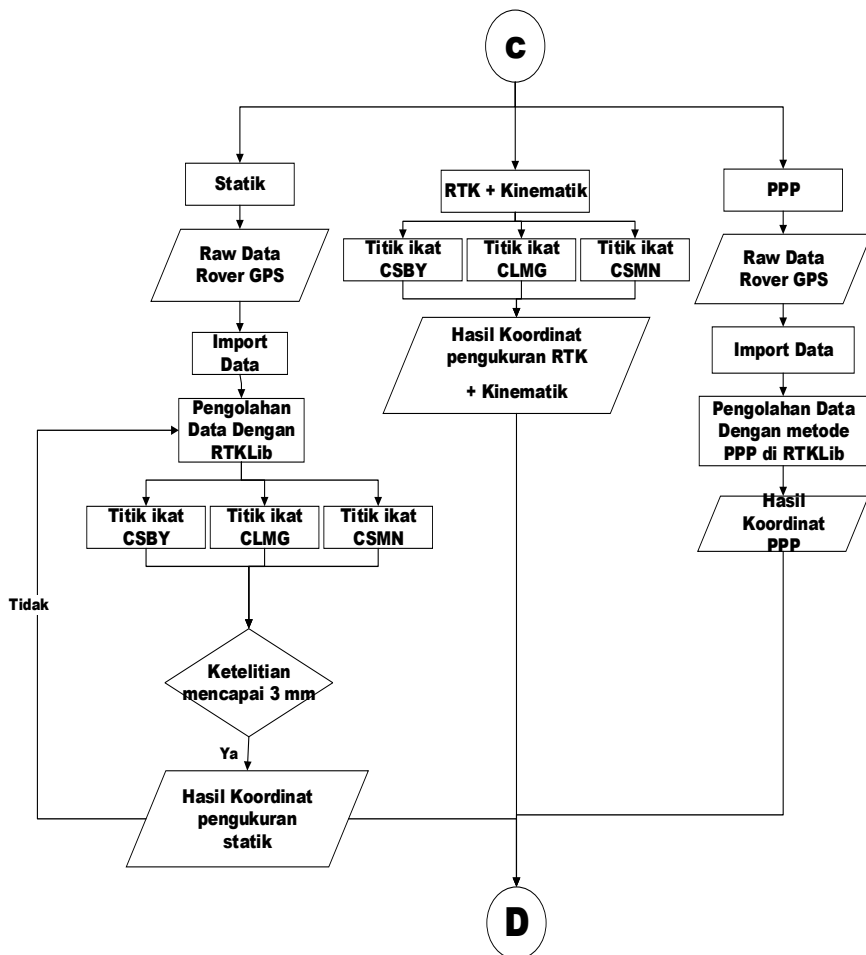 C
Statik
Raw Data
Rover GPS
Import
Data
Pengolahan
Data Dengan
RTKLib
Titik ikat
CSBY
Titik ikat
CLMG
Titik ikat
CSMN
Tidak
Ketelitian
mencapai 3 mm
Ya
Hasil Koordinat
pengukuran
statik
RTK + Kinematik
Titik ikat
CSBY
Titik ikat
CLMG
Titik ikat
CSMN
Hasil Koordinat
pengukuran RTK
+ Kinematik
PPP
Raw Data
Rover GPS
Import Data
Pengolahan Data
Dengan metode
PPP di RTKLib
Hasil
Koordinat
PPP
D